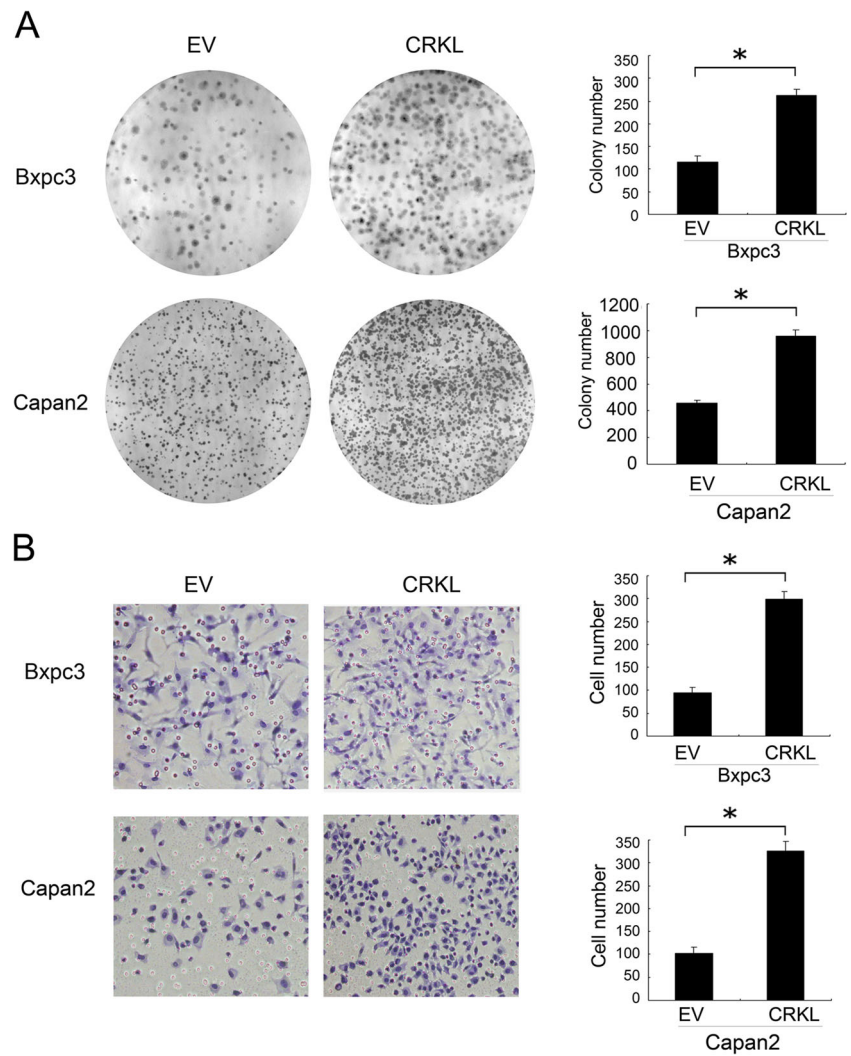 A
EV CRKL
Bxpc3
Capan2
Colony number
350
300
250
200
150
100
50
0
*
EV CRKL
Bxpc3
Colony number
1200
1000
800
600
400
200
0
*
EV CRKL
Capan2
B
EV CRKL
Bxpc3
Capan2
Cell number
350
300
250
200
150
100
50
0
*
EV CRKL
Bxpc3
Cell number
350
300
250
200
150
100
50
0
*
EV CRKL
Capan2